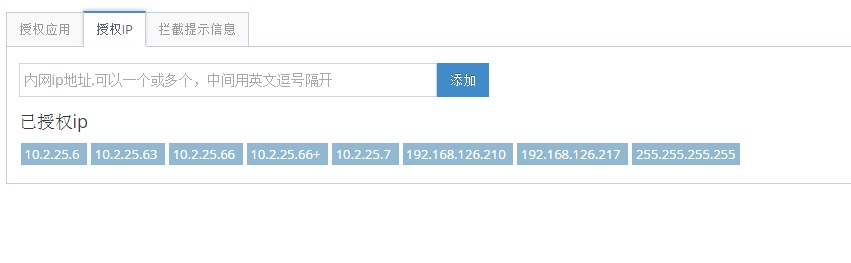 授权应用 授权IP 拦截提示信息
内网ip地址,可以一个或多个，中间用英文逗号隔开 添加
已授权ip
10.2.25.6 10.2.25.63 10.2.25.66 10.2.25.66+ 10.2.25.7 192.168.126.210 192.168.126.217 255.255.255.255